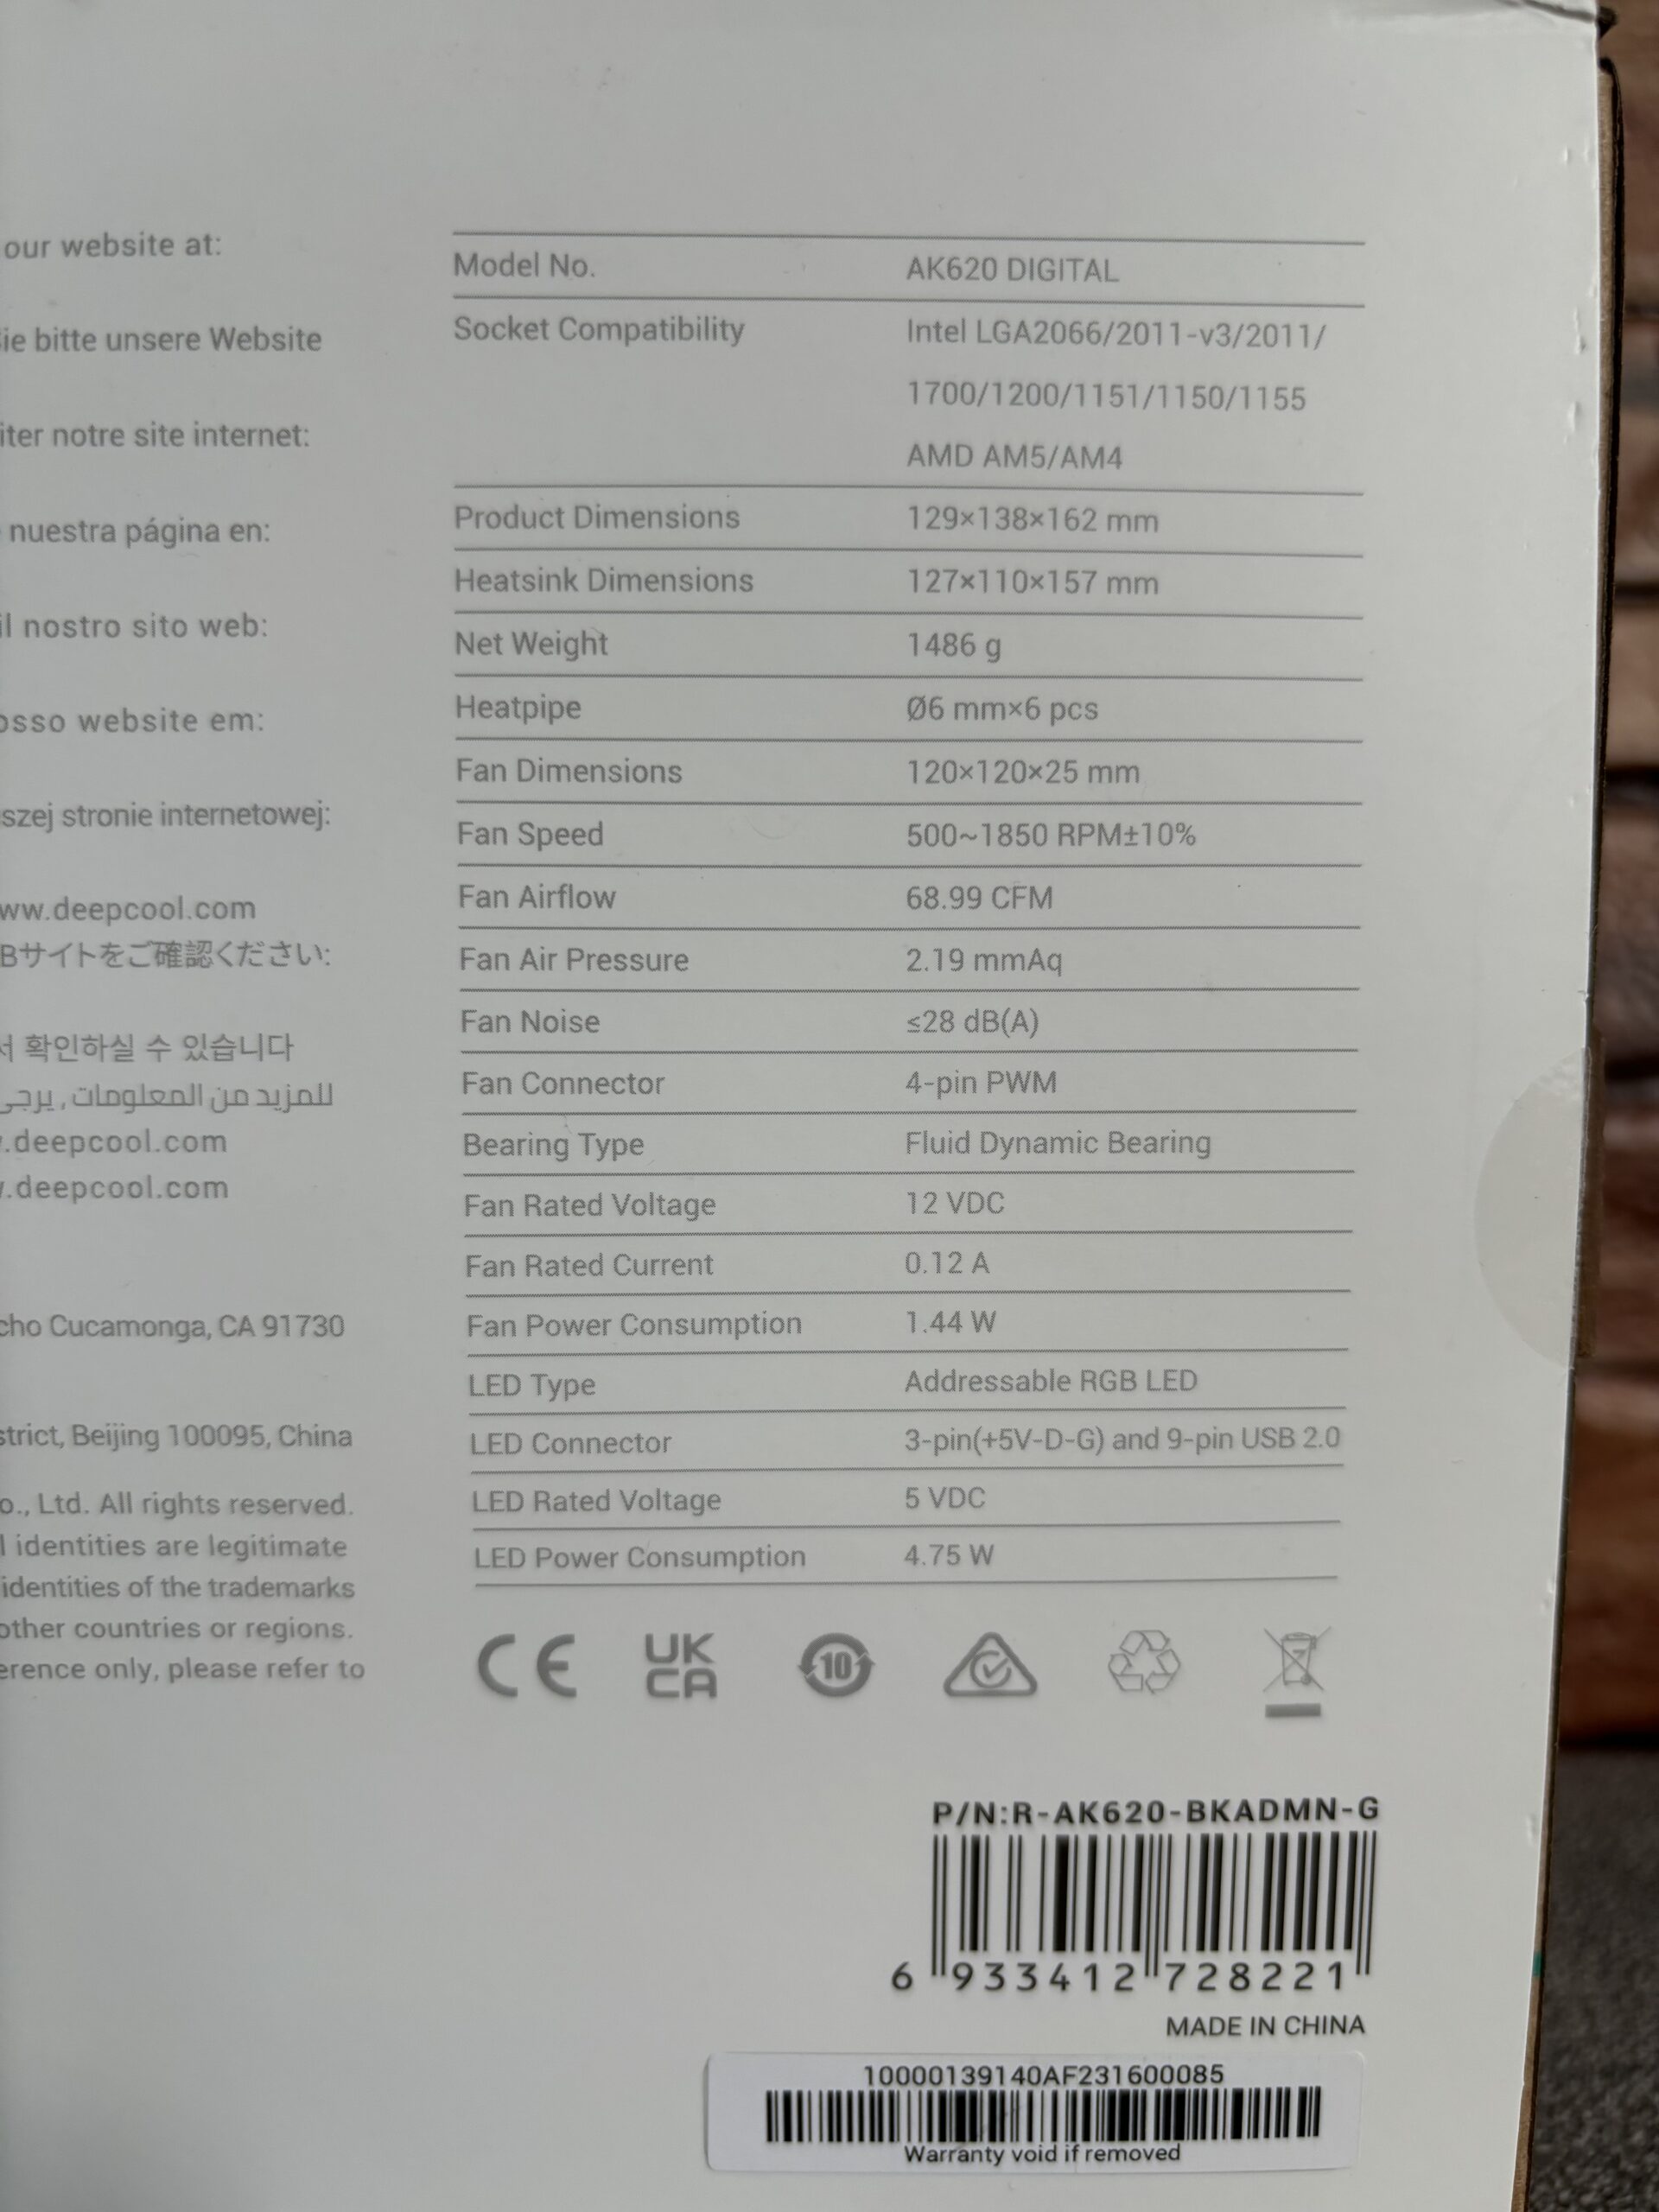 our website at:
ie bitte unsere Website
iter notre site internet:
nuestra página en:
il nostro sito web:
osso website em:
szej stronie internetowej:
ww.deepcool.com
Bサイトをご確認ください:
서 확인하실 수 있습니다
للمزيد من المعلومات, يرجى
.deepcool.com
.deepcool.com
cho Cucamonga, CA 91730
strict, Beijing 100095, China
o., Ltd. All rights reserved.
l identities are legitimate
identities of the trademarks
other countries or regions.
erence only, please refer to
Model No. AK620 DIGITAL
Socket Compatibility Intel LGA2066/2011-v3/2011/
1700/1200/1151/1150/1155
AMD AM5/AM4
Product Dimensions 129×138×162 mm
Heatsink Dimensions 127×110×157 mm
Net Weight 1486 g
Heatpipe Ø6 mm×6 pcs
Fan Dimensions 120×120×25 mm
Fan Speed 500~1850 RPM±10%
Fan Airflow 68.99 CFM
Fan Air Pressure 2.19 mmAq
Fan Noise ≤28 dB(A)
Fan Connector 4-pin PWM
Bearing Type Fluid Dynamic Bearing
Fan Rated Voltage 12 VDC
Fan Rated Current 0.12 A
Fan Power Consumption 1.44 W
LED Type Addressable RGB LED
LED Connector 3-pin(+5V-D-G) and 9-pin USB 2.0
LED Rated Voltage 5 VDC
LED Power Consumption 4.75 W
CE UK CA 10
P/N:R-AK620-BKADMN-G
6 933412 728221
MADE IN CHINA
10000139140AF231600085
Warranty void if removed